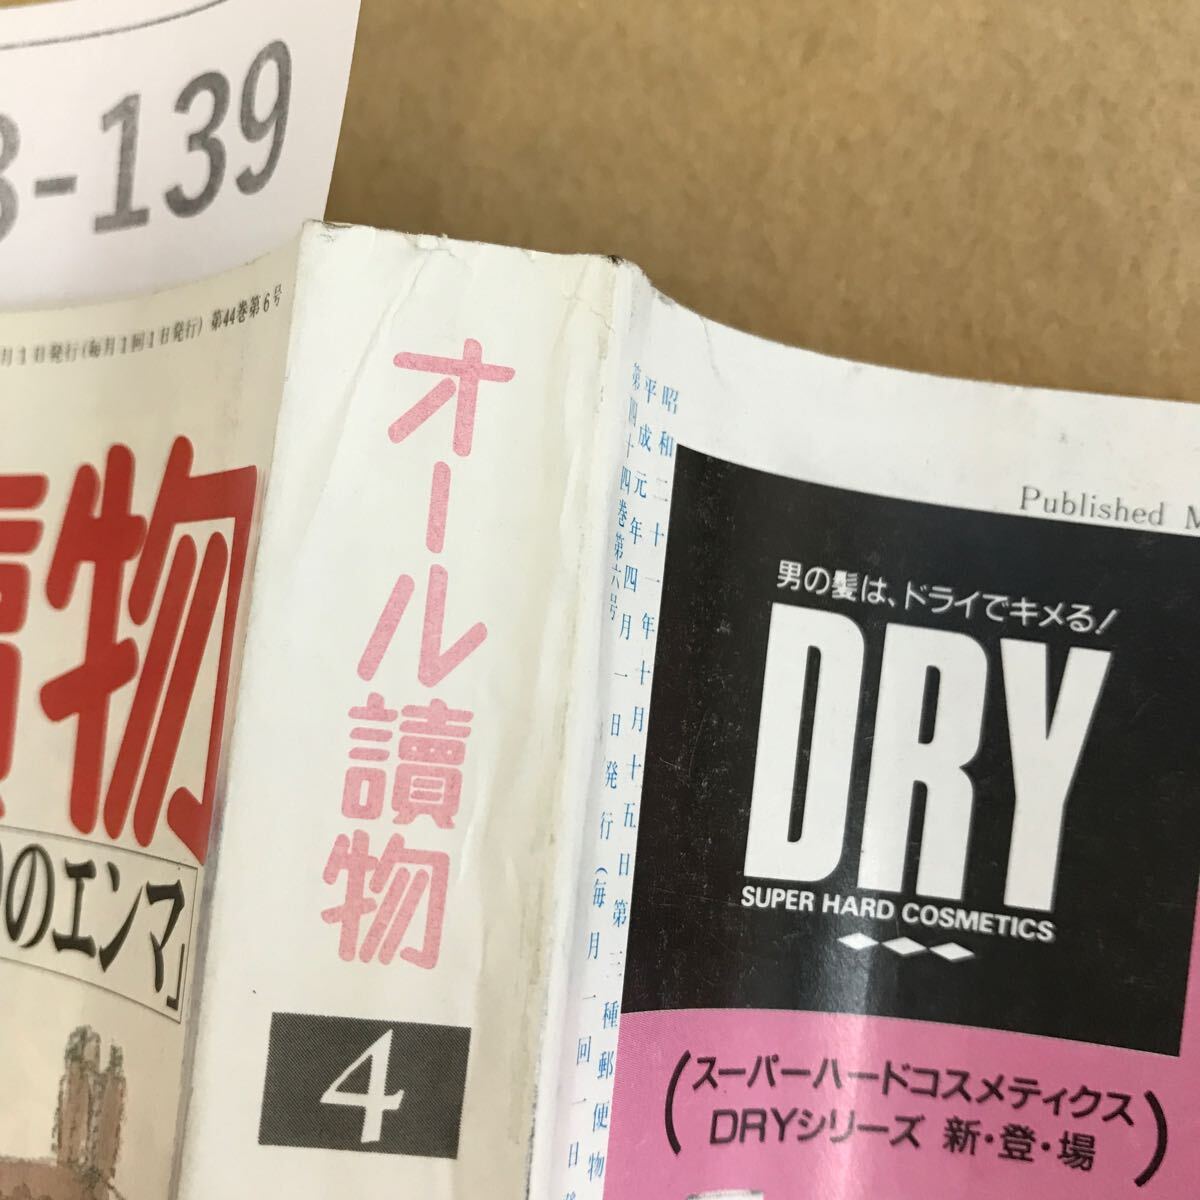 3-139
月1日発行(毎月1回1日発行)第44巻第6号
讀物
のエンマ」
オール讀物
4
昭和二十一年十月十五日第三種郵便物
平成元年四月一日発行(毎月一回一日発
第四十四巻第六号
Published M
男の髪は、ドライでキメる!
DRY
SUPER HARD COSMETICS
(スーパーハードコスメティクス
DRYシリーズ 新・登・場)